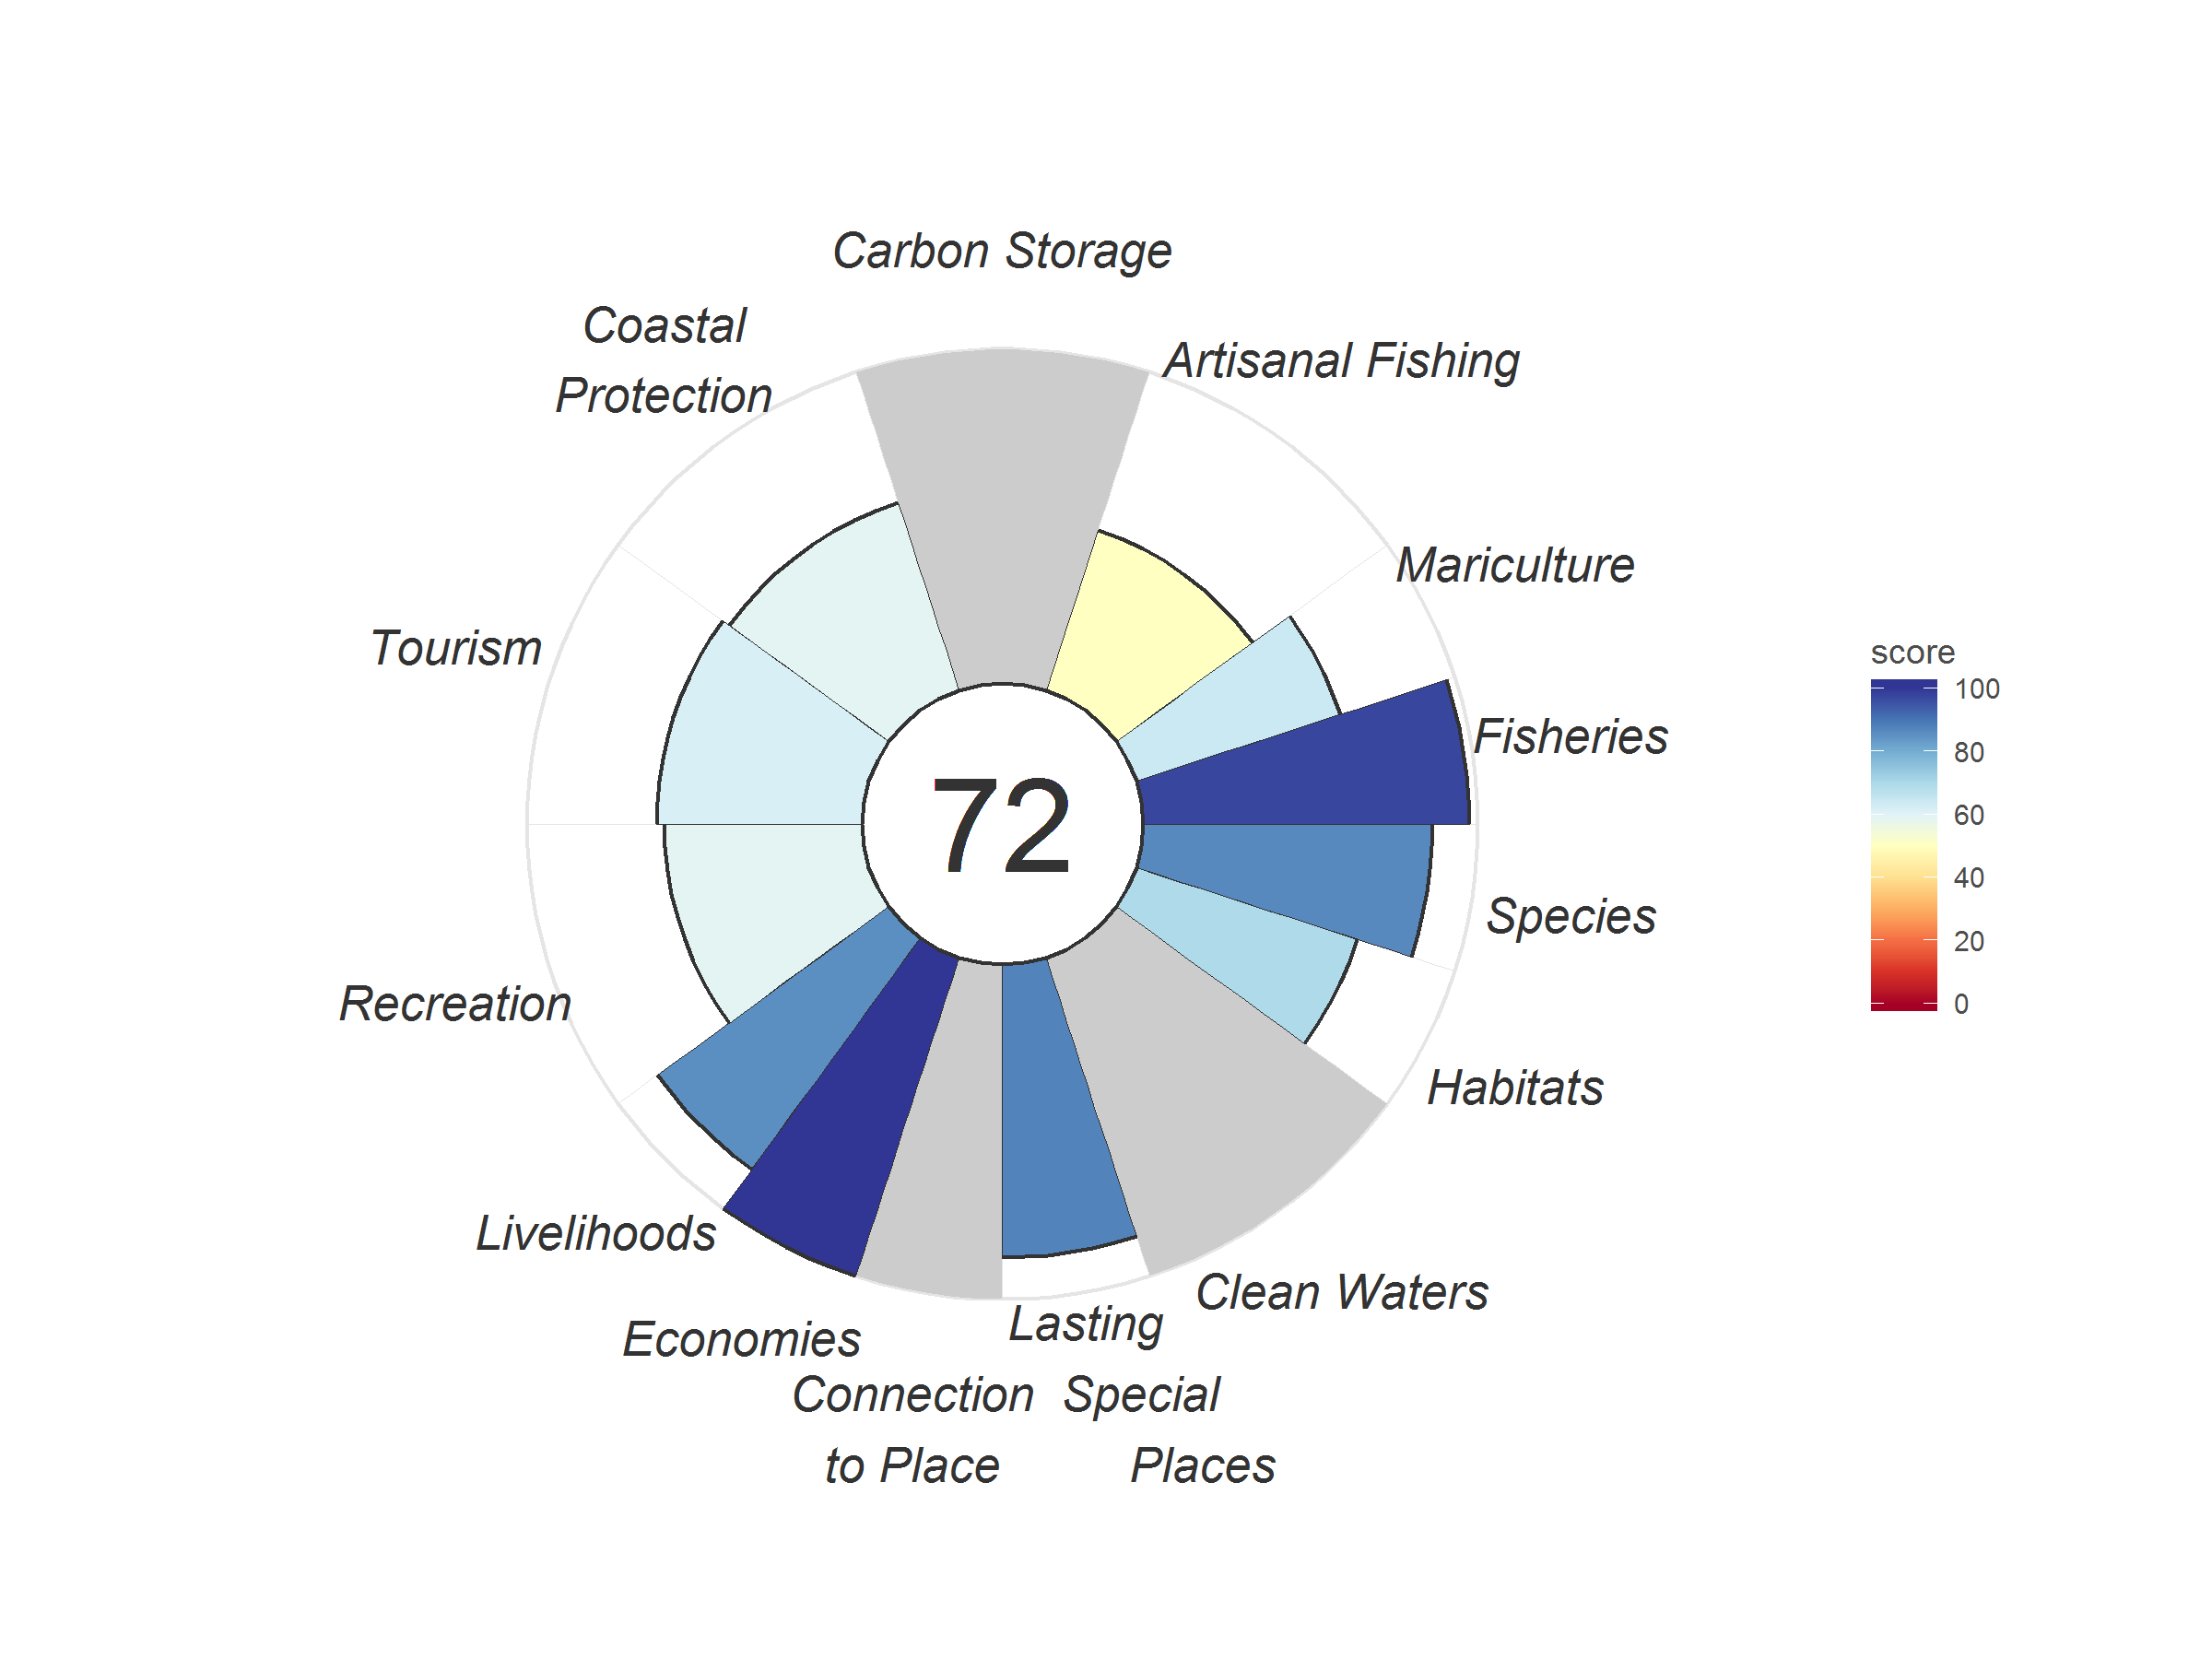 Carbon Storage
Coastal
Protection
Artisanal Fishing
Mariculture
Tourism
Fisheries
72
Species
Recreation
Habitats
Livelihoods
Clean Waters
Economies
Lasting
Special
Places
Connection
to Place
score
100
80
60
40
20
0